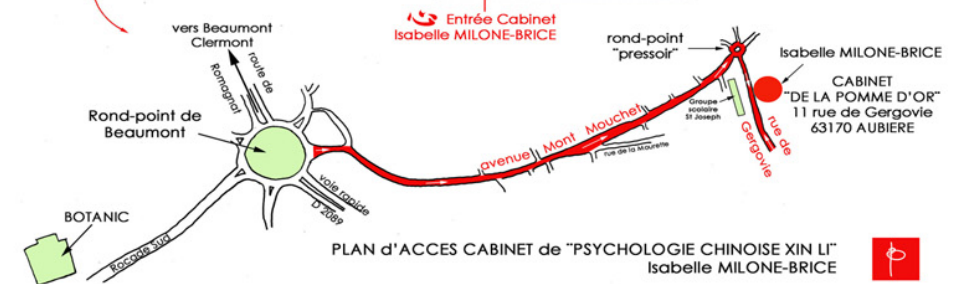 Entrée Cabinet
Isabelle MILONE-BRICE
vers Beaumont
Clermont
route de
Romagnat
Rond-point de
Beaumont
rond-point
"pressoir"
Isabelle MILONE-BRICE
CABINET
"DE LA POMME D'OR"
11 rue de Gergovie
63170 AUBIERE
Groupe
scolaire
St Joseph
avenue Mont Mouchet
rue de la Mourette
rue de
Gergovie
voie rapide
D 2089
BOTANIC
Rocade Sud
PLAN d'ACCES CABINET de "PSYCHOLOGIE CHINOISE XIN LI"
Isabelle MILONE-BRICE